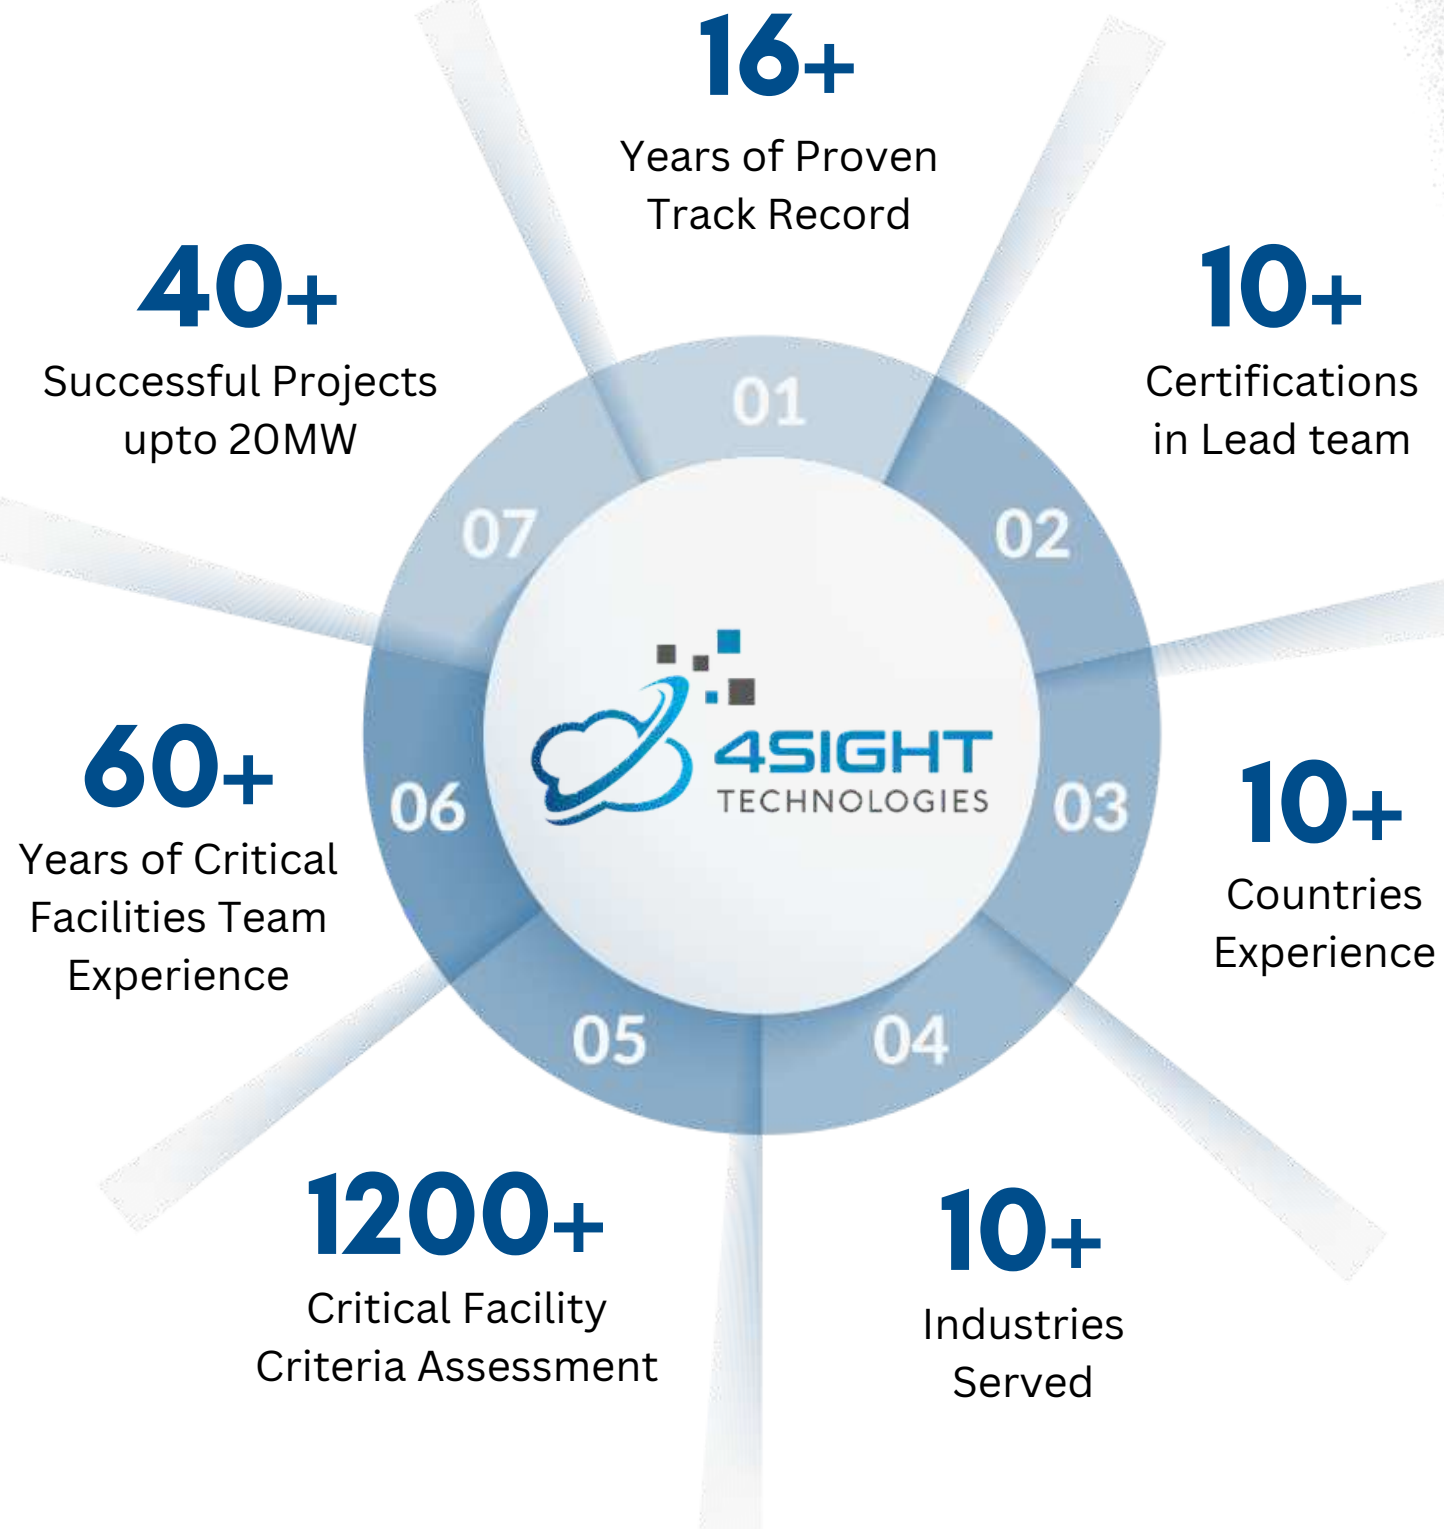 16+
Years of Proven
Track Record
40+
Successful Projects
upto 20MW
10+
Certifications
in Lead team
01
07
02
4SIGHT
TECHNOLOGIES
60+
Years of Critical
Facilities Team
Experience
06
03
10+
Countries
Experience
05
04
1200+
Critical Facility
Criteria Assessment
10+
Industries
Served